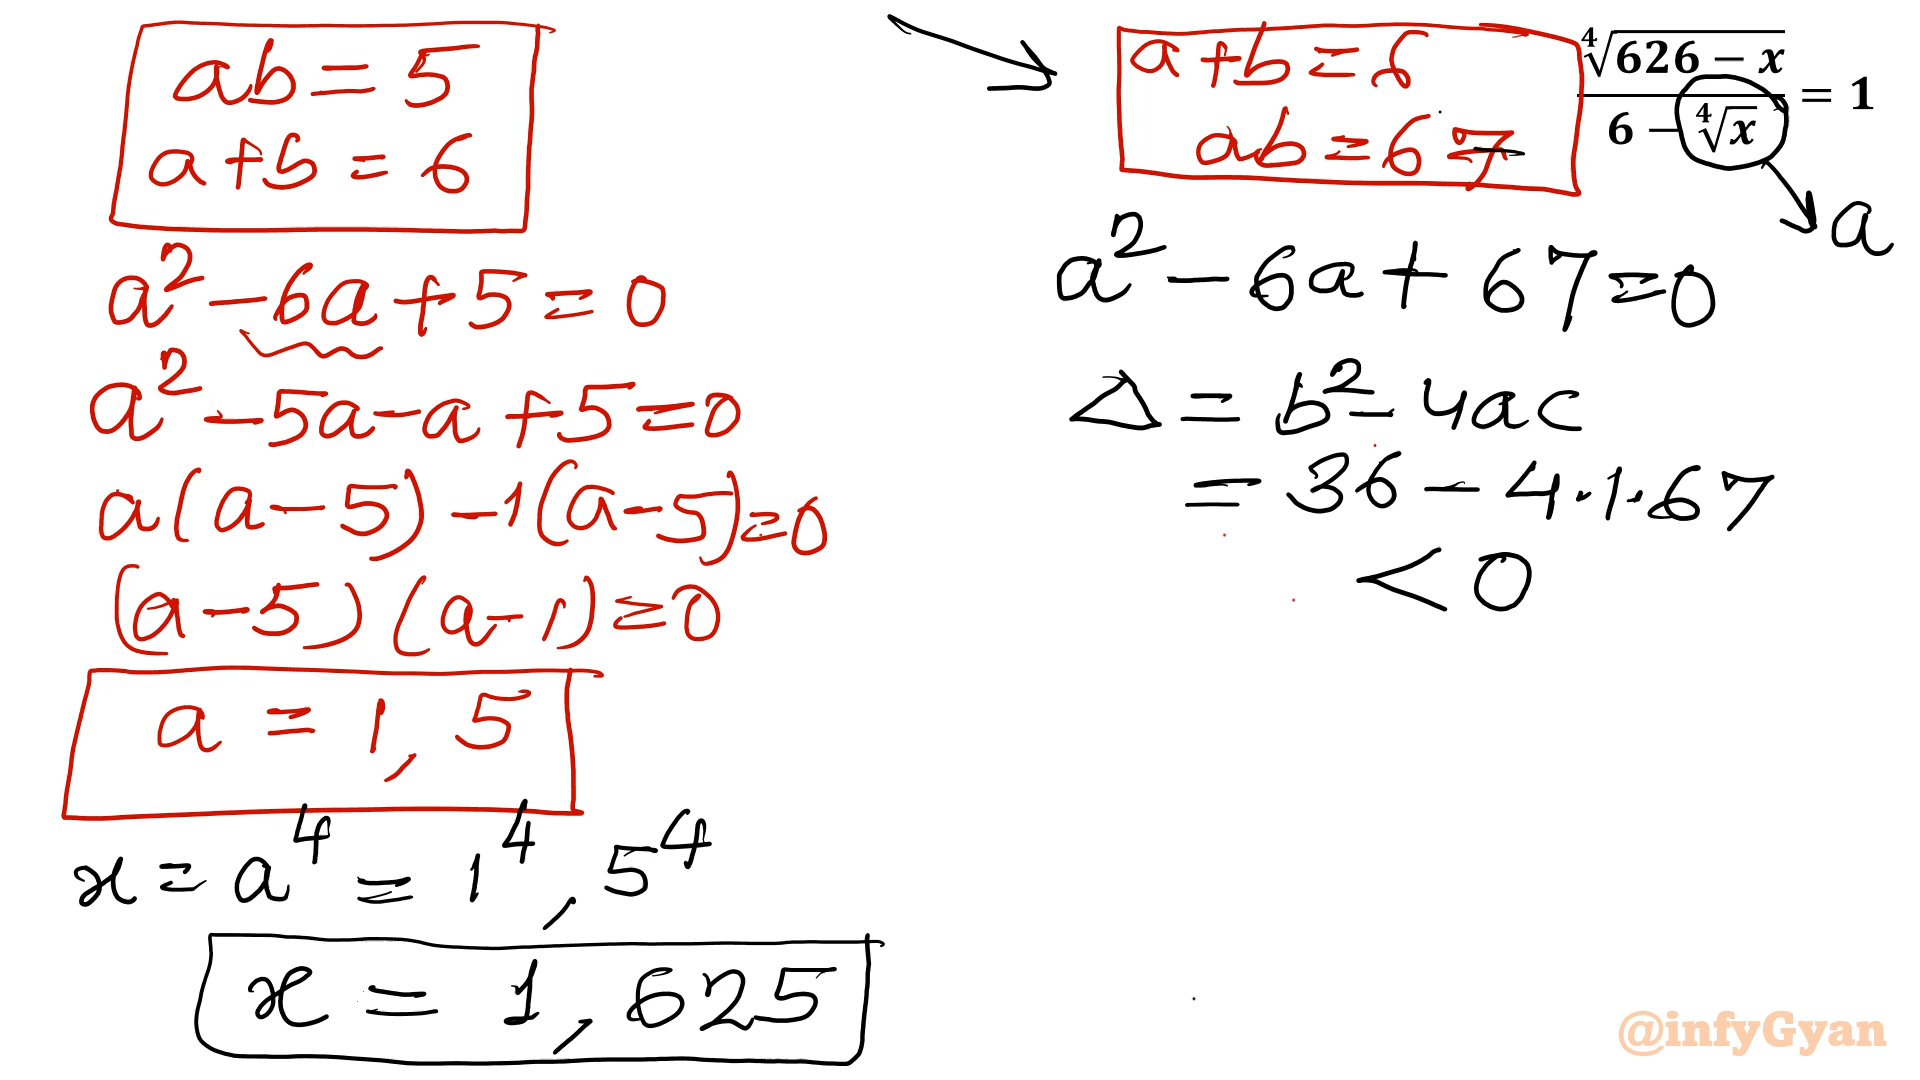 ab = 5
a + b = 6
a² - 6a + 5 = 0
a² - 5a - a + 5 = 0
a(a - 5) - 1(a - 5) = 0
(a - 5)(a - 1) = 0
a = 1, 5
x = a⁴ = 1⁴, 5⁴
x = 1, 625
a + b = 6
ab = 67
∜(626 − x) / (6 − ∜x) = 1
a
a² - 6a + 67 = 0
Δ = b² - 4ac
= 36 - 4·1·67
< 0
@infyGyan